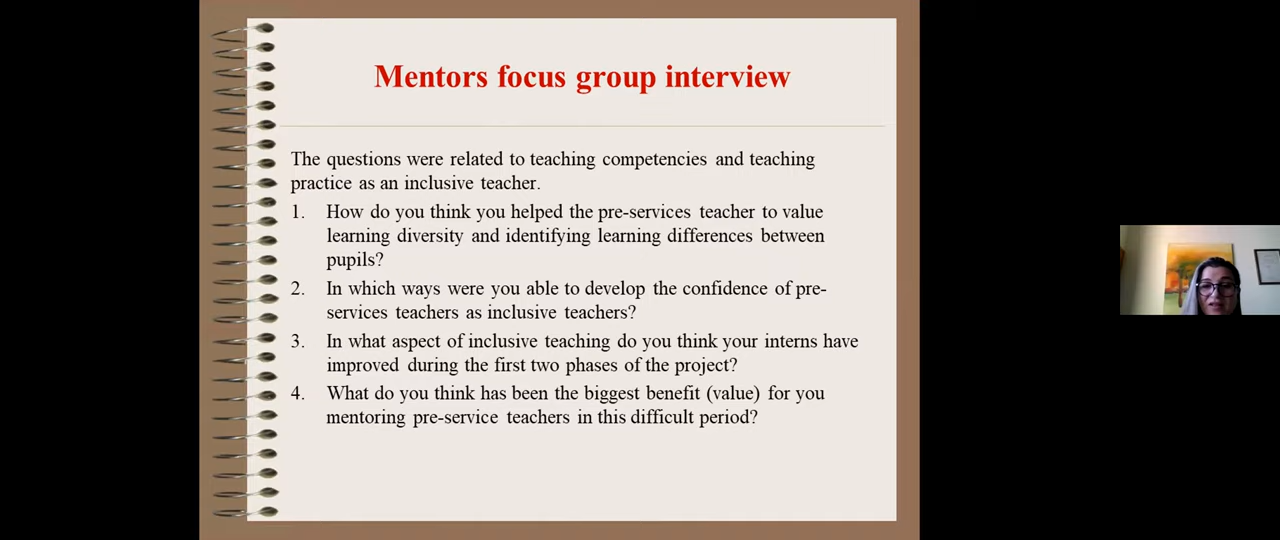 Mentors focus group interview
The questions were related to teaching competencies and teaching
practice as an inclusive teacher.
1. How do you think you helped the pre-services teacher to value
learning diversity and identifying learning differences between
pupils?
2. In which ways were you able to develop the confidence of pre-
services teachers as inclusive teachers?
3. In what aspect of inclusive teaching do you think your interns have
improved during the first two phases of the project?
4. What do you think has been the biggest benefit (value) for you
mentoring pre-service teachers in this difficult period?